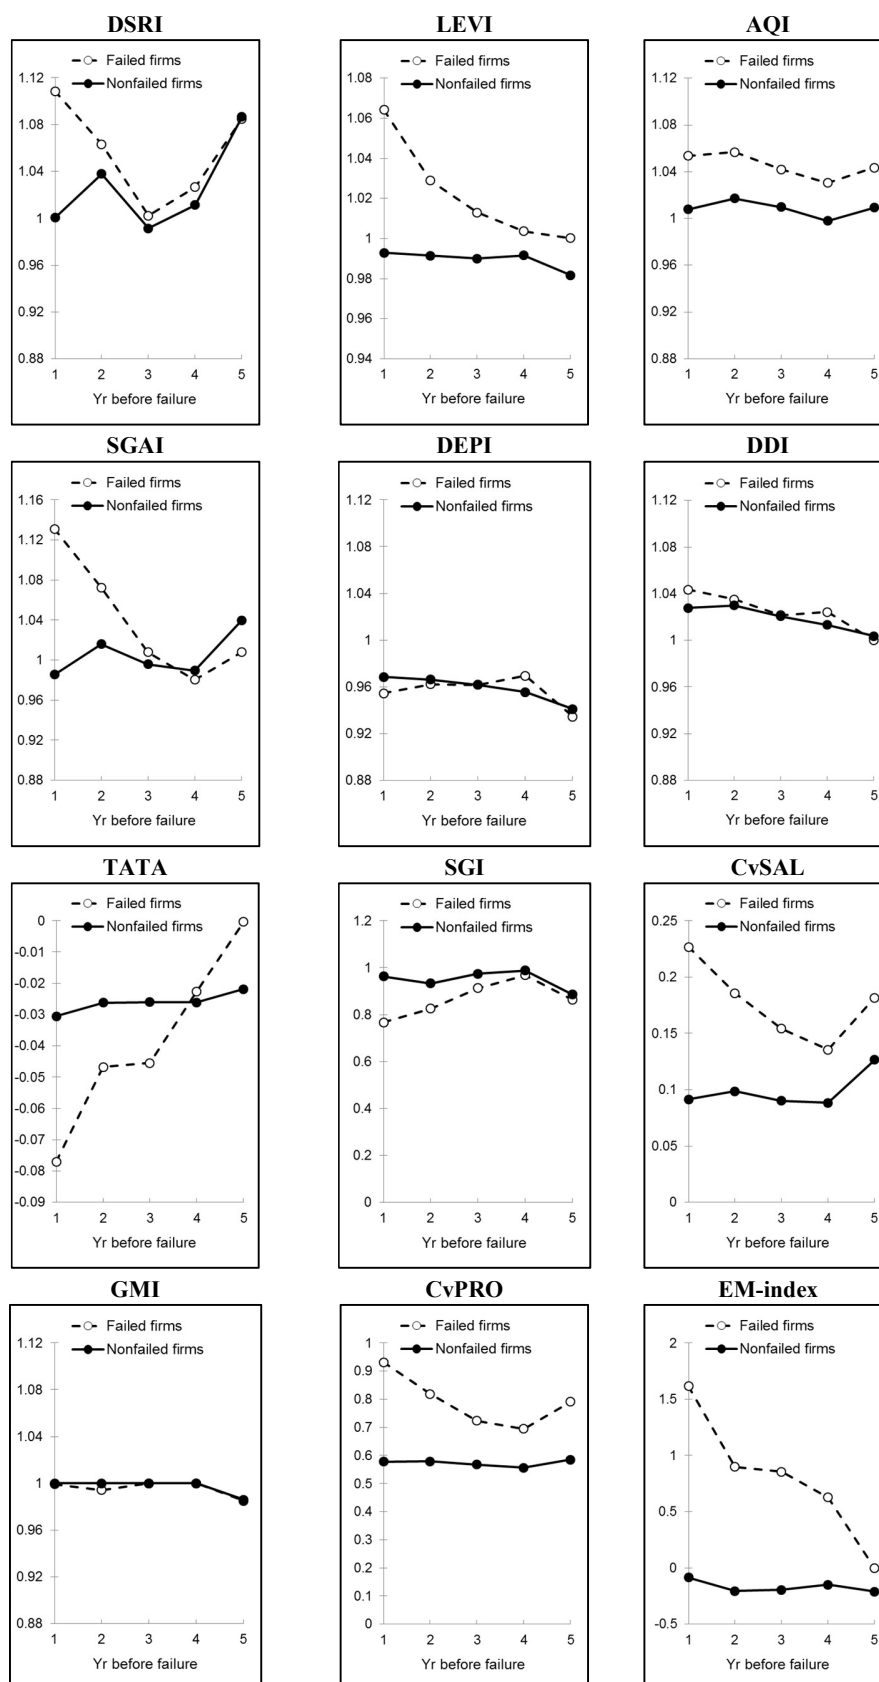 DSRI
Failed firms
Nonfailed firms
1.12
1.08
1.04
1
0.96
0.92
0.88
1 2 3 4 5
Yr before failure
LEVI
Failed firms
Nonfailed firms
1.08
1.06
1.04
1.02
1
0.98
0.96
0.94
1 2 3 4 5
Yr before failure
AQI
Failed firms
Nonfailed firms
1.12
1.08
1.04
1
0.96
0.92
0.88
1 2 3 4 5
Yr before failure
SGAI
Failed firms
Nonfailed firms
1.16
1.12
1.08
1.04
1
0.96
0.92
0.88
1 2 3 4 5
Yr before failure
DEPI
Failed firms
Nonfailed firms
1.12
1.08
1.04
1
0.96
0.92
0.88
1 2 3 4 5
Yr before failure
DDI
Failed firms
Nonfailed firms
1.12
1.08
1.04
1
0.96
0.92
0.88
1 2 3 4 5
Yr before failure
TATA
Failed firms
Nonfailed firms
0
-0.01
-0.02
-0.03
-0.04
-0.05
-0.06
-0.07
-0.08
-0.09
1 2 3 4 5
Yr before failure
SGI
Failed firms
Nonfailed firms
1.2
1
0.8
0.6
0.4
0.2
0
1 2 3 4 5
Yr before failure
CvSAL
Failed firms
Nonfailed firms
0.25
0.2
0.15
0.1
0.05
0
1 2 3 4 5
Yr before failure
GMI
Failed firms
Nonfailed firms
1.12
1.08
1.04
1
0.96
0.92
0.88
1 2 3 4 5
Yr before failure
CvPRO
Failed firms
Nonfailed firms
1
0.9
0.8
0.7
0.6
0.5
0.4
0.3
0.2
0.1
0
1 2 3 4 5
Yr before failure
EM-index
Failed firms
Nonfailed firms
2
1.5
1
0.5
0
-0.5
1 2 3 4 5
Yr before failure